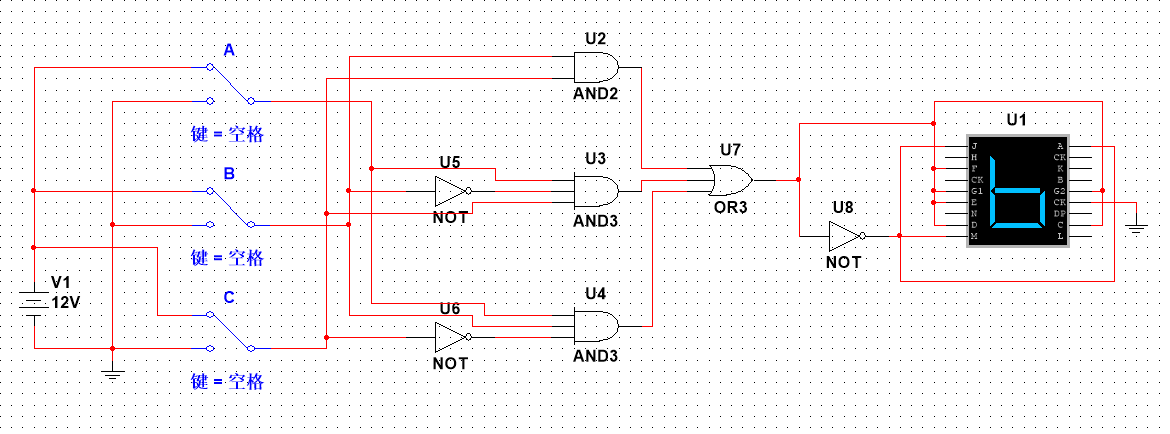 A
键 = 空格
B
键 = 空格
C
键 = 空格
V1
12V
U2
AND2
U5
NOT
U3
AND3
U6
NOT
U4
AND3
U7
OR3
U8
NOT
U1
J
H
F
CK
G1
E
N
D
M
A
CK
K
B
G2
CK
DP
C
L